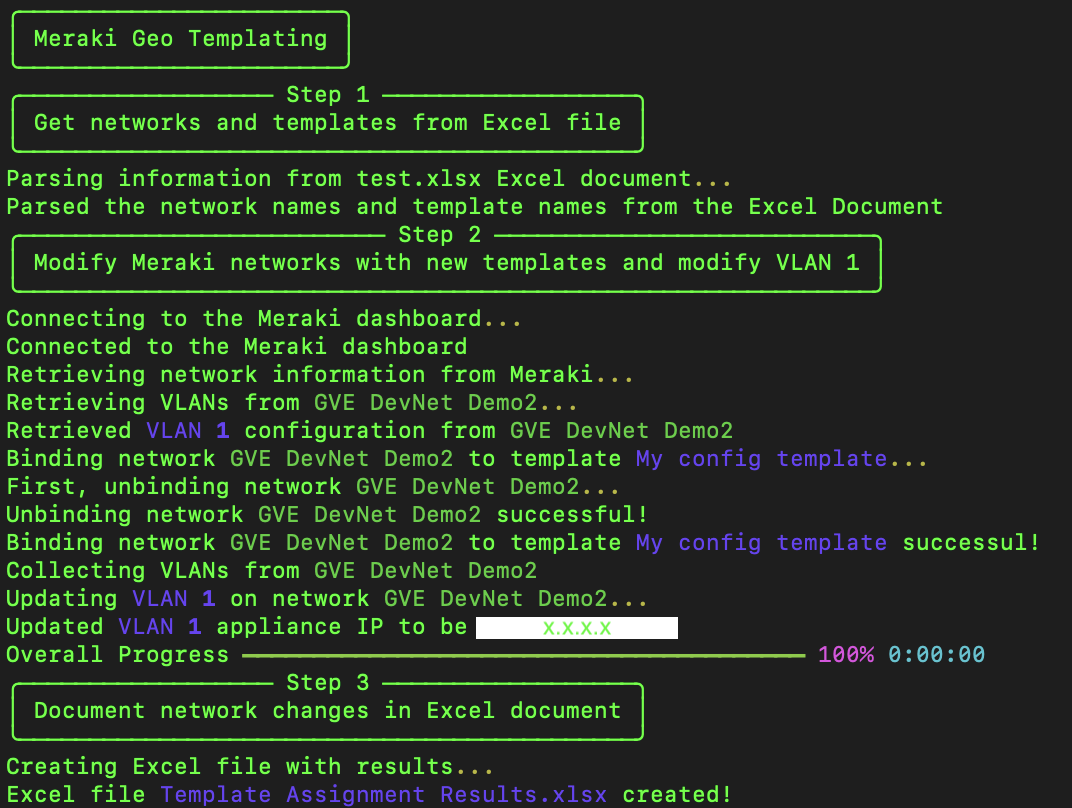 Meraki Geo Templating
Step 1
Get networks and templates from Excel file
Parsing information from test.xlsx Excel document...
Parsed the network names and template names from the Excel Document
Step 2
Modify Meraki networks with new templates and modify VLAN 1
Connecting to the Meraki dashboard...
Connected to the Meraki dashboard
Retrieving network information from Meraki...
Retrieving VLANs from GVE DevNet Demo2...
Retrieved VLAN 1 configuration from GVE DevNet Demo2
Binding network GVE DevNet Demo2 to template My config template...
First, unbinding network GVE DevNet Demo2...
Unbinding network GVE DevNet Demo2 successful!
Binding network GVE DevNet Demo2 to template My config template successul!
Collecting VLANs from GVE DevNet Demo2
Updating VLAN 1 on network GVE DevNet Demo2...
Updated VLAN 1 appliance IP to be x.x.x.x
Overall Progress 100% 0:00:00
Step 3
Document network changes in Excel document
Creating Excel file with results...
Excel file Template Assignment Results.xlsx created!